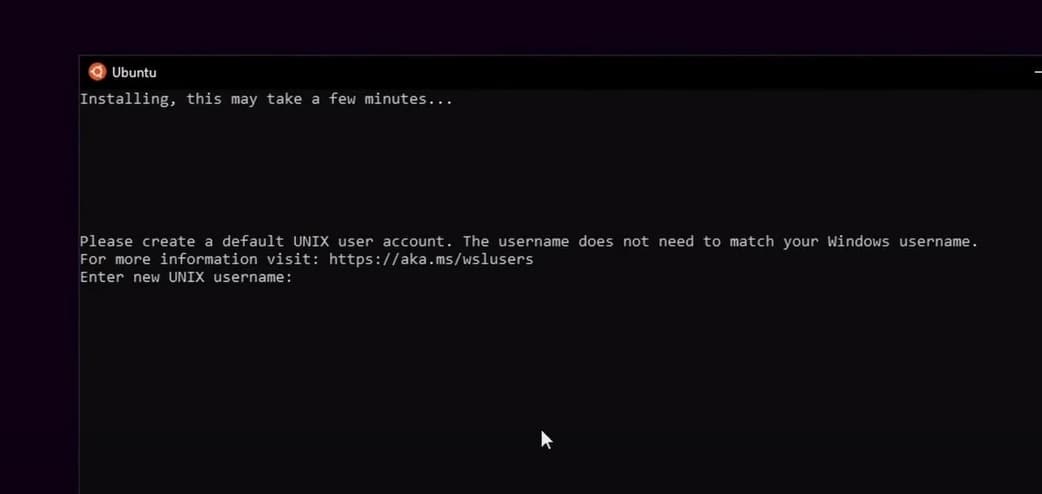 Ubuntu
Installing, this may take a few minutes...
Please create a default UNIX user account. The username does not need to match your Windows username.
For more information visit: https://aka.ms/wslusers
Enter new UNIX username: